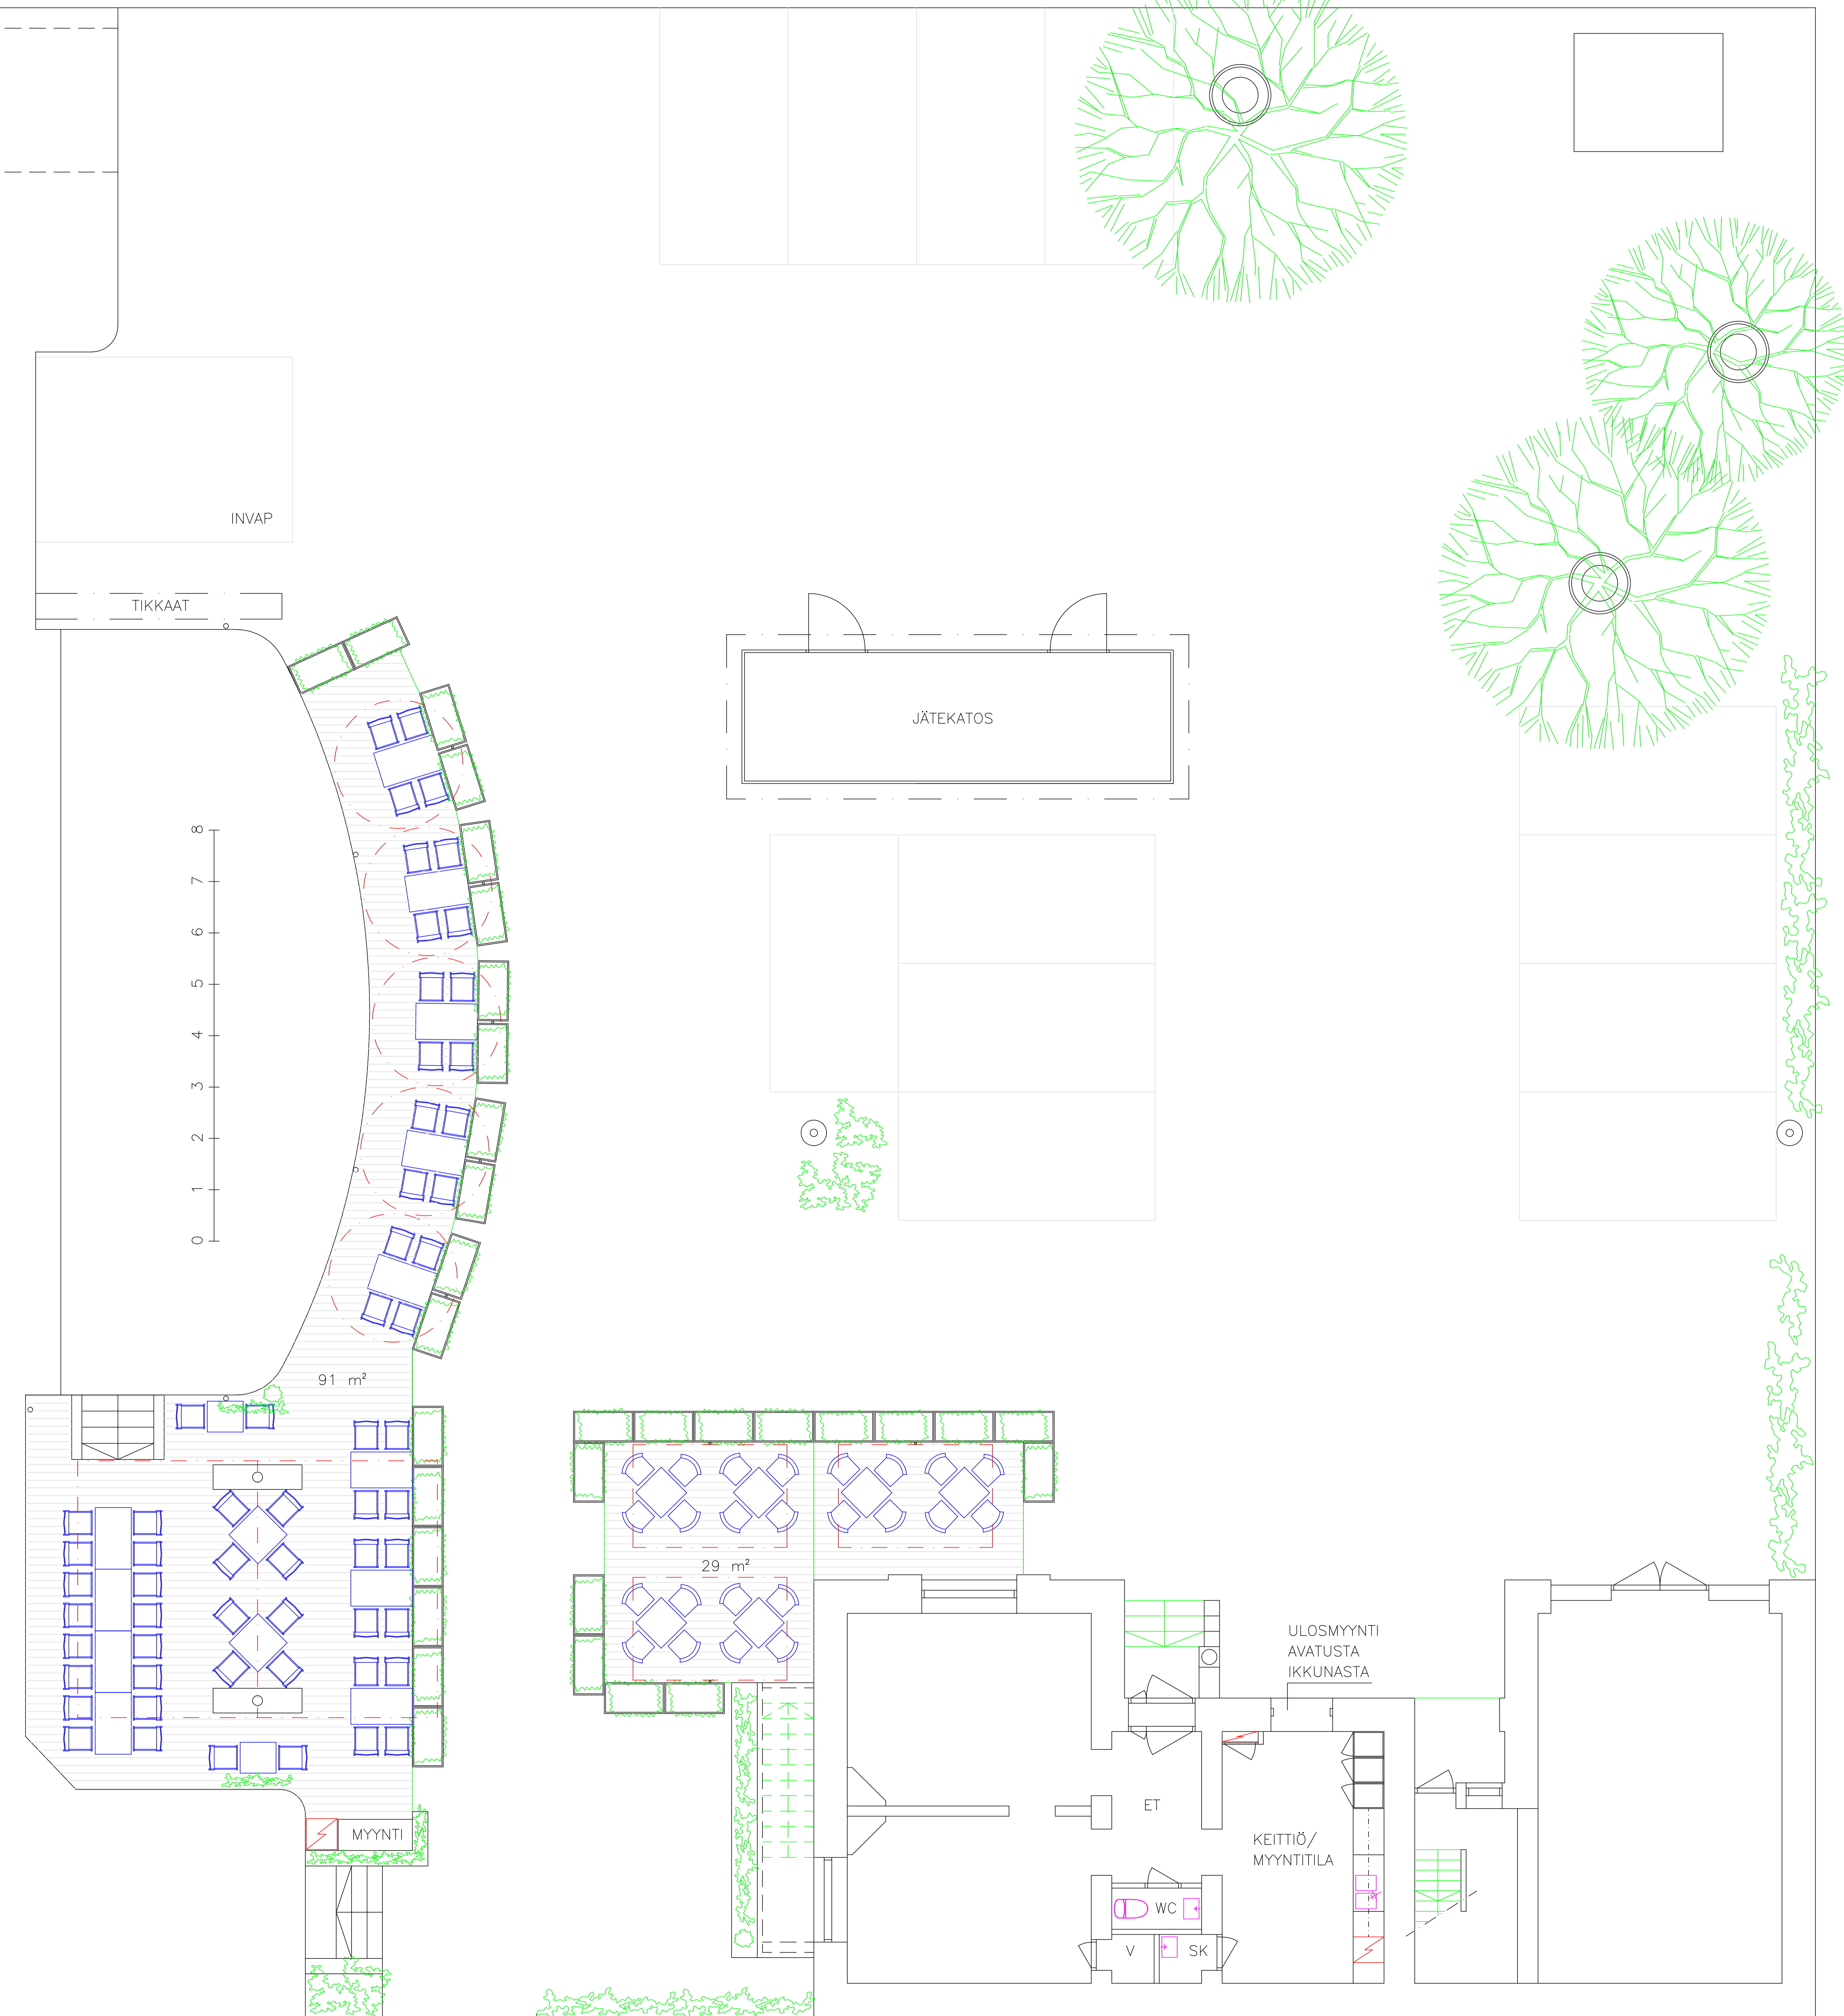 INVAP
TIKKAAT
JÄTEKATOS
8
7
6
5
4
3
2
1
0
91 m²
29 m²
ULOSMYYNTI
AVATUSTA
IKKUNASTA
MYYNTI
ET
KEITTIÖ/
MYYNTITILA
WC
V
SK